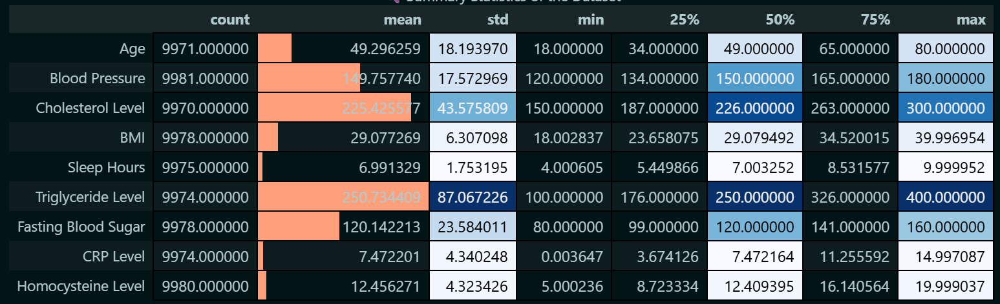 Summary Statistics of the Dataset
count mean std min 25% 50% 75% max
Age 9971.000000 49.296259 18.193970 18.000000 34.000000 49.000000 65.000000 80.000000
Blood Pressure 9981.000000 149.757740 17.572969 120.000000 134.000000 150.000000 165.000000 180.000000
Cholesterol Level 9970.000000 225.425577 43.575809 150.000000 187.000000 226.000000 263.000000 300.000000
BMI 9978.000000 29.077269 6.307098 18.002837 23.658075 29.079492 34.520015 39.996954
Sleep Hours 9975.000000 6.991329 1.753195 4.000605 5.449866 7.003252 8.531577 9.999952
Triglyceride Level 9974.000000 250.734409 87.067226 100.000000 176.000000 250.000000 326.000000 400.000000
Fasting Blood Sugar 9978.000000 120.142213 23.584011 80.000000 99.000000 120.000000 141.000000 160.000000
CRP Level 9974.000000 7.472201 4.340248 0.003647 3.674126 7.472164 11.255592 14.997087
Homocysteine Level 9980.000000 12.456271 4.323426 5.000236 8.723334 12.409395 16.140564 19.999037